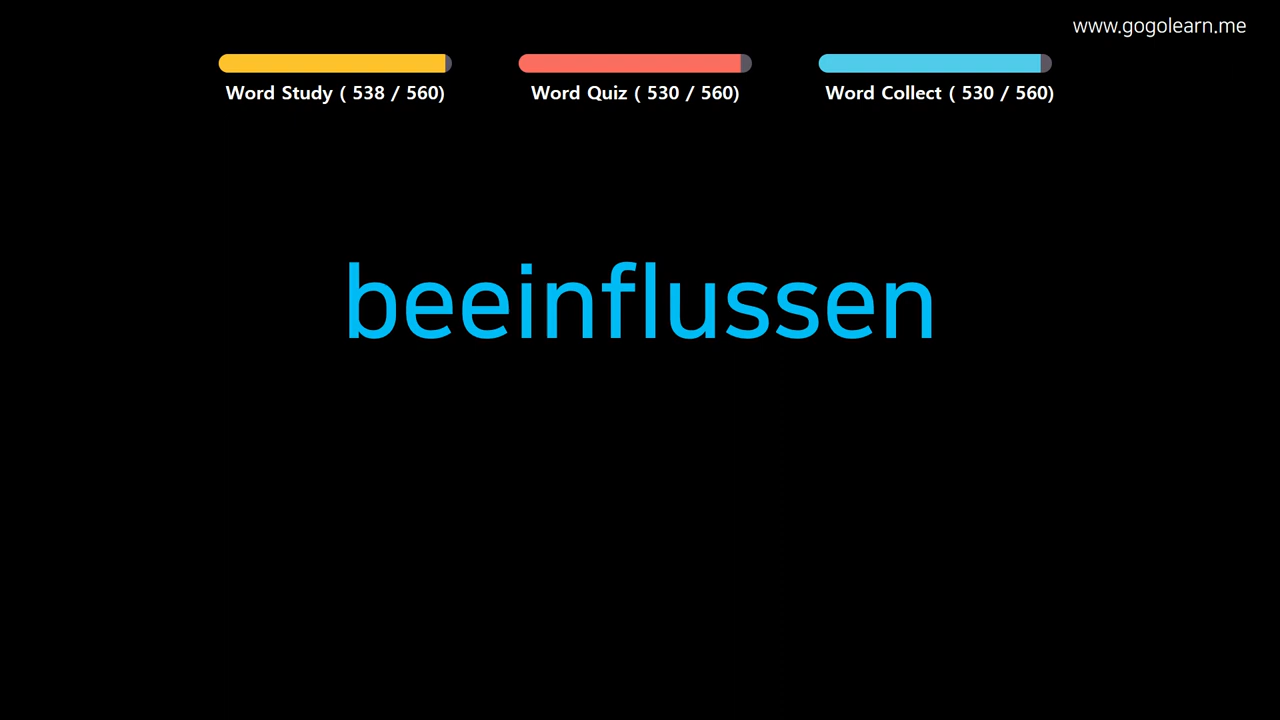 www.gogolearn.me
Word Study ( 538 / 560)
Word Quiz ( 530 / 560)
Word Collect ( 530 / 560)
beeinflussen